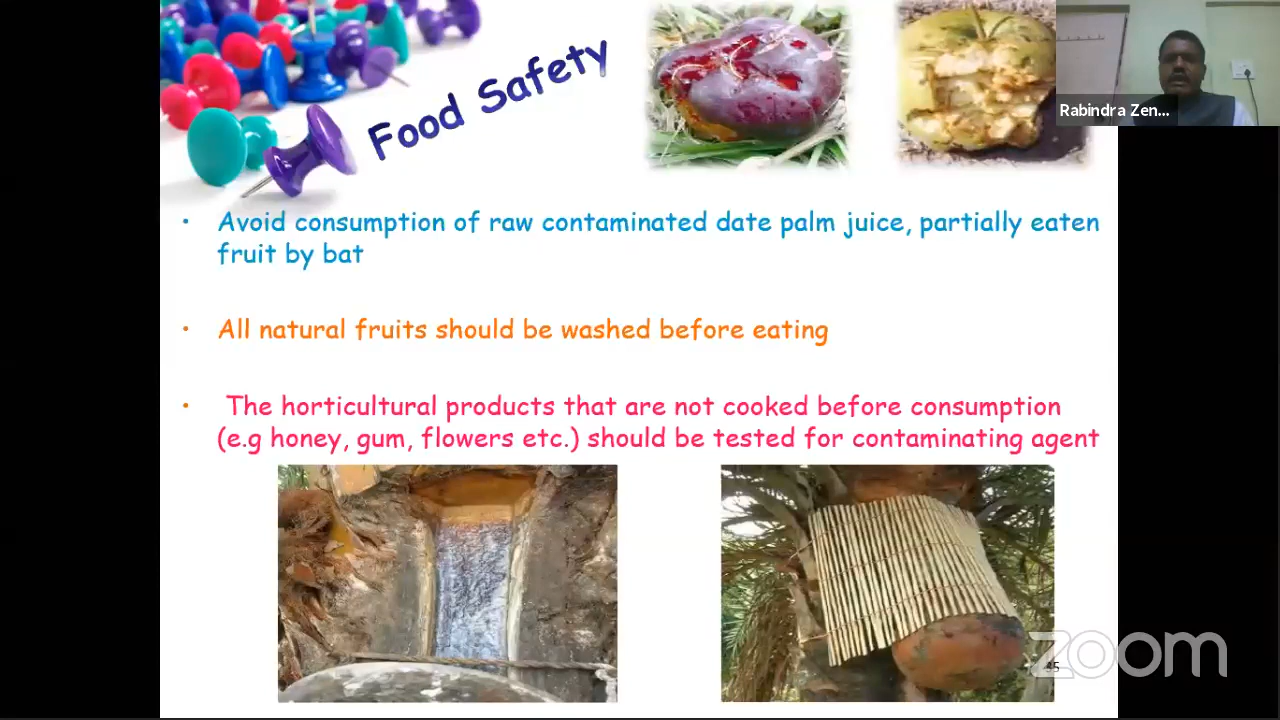 Food Safety
Rabindra Zen...
• Avoid consumption of raw contaminated date palm juice, partially eaten
fruit by bat
• All natural fruits should be washed before eating
• The horticultural products that are not cooked before consumption
(e.g honey, gum, flowers etc.) should be tested for contaminating agent
35
zoom